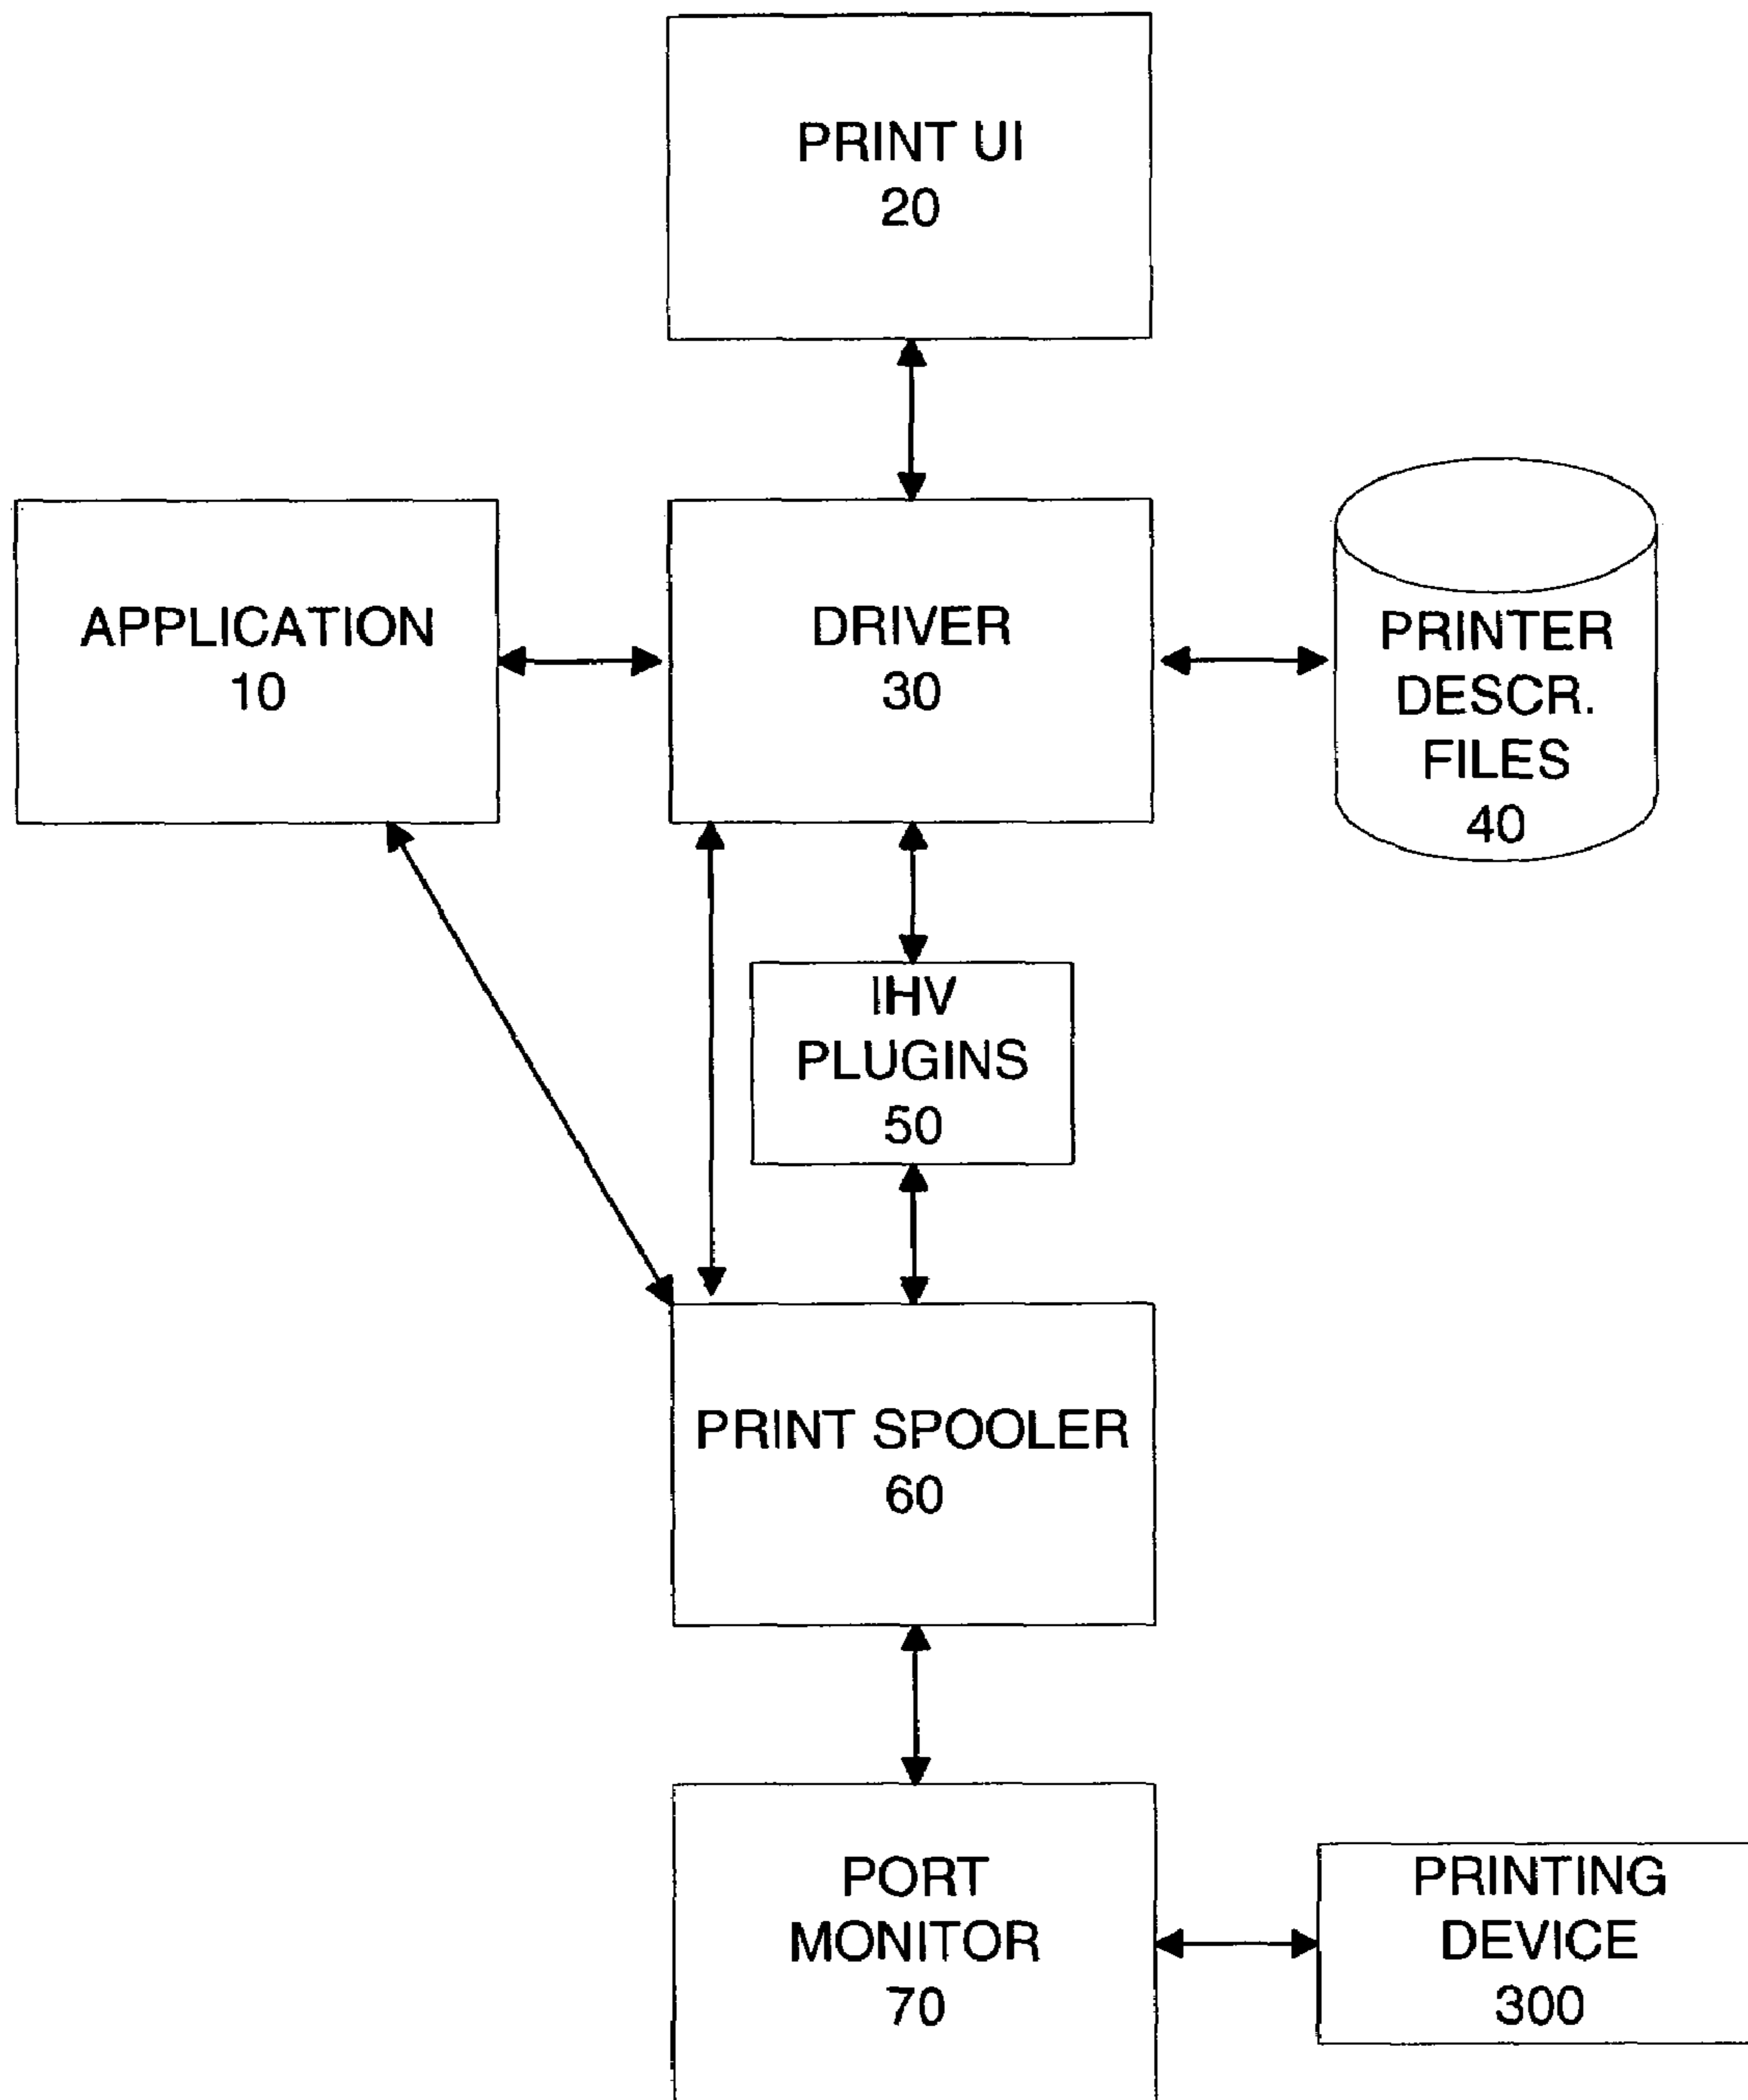 PRINT UI
20
APPLICATION
10
DRIVER
30
PRINTER
DESCR.
FILES
40
IHV
PLUGINS
50
PRINT SPOOLER
60
PORT
MONITOR
70
PRINTING
DEVICE
300